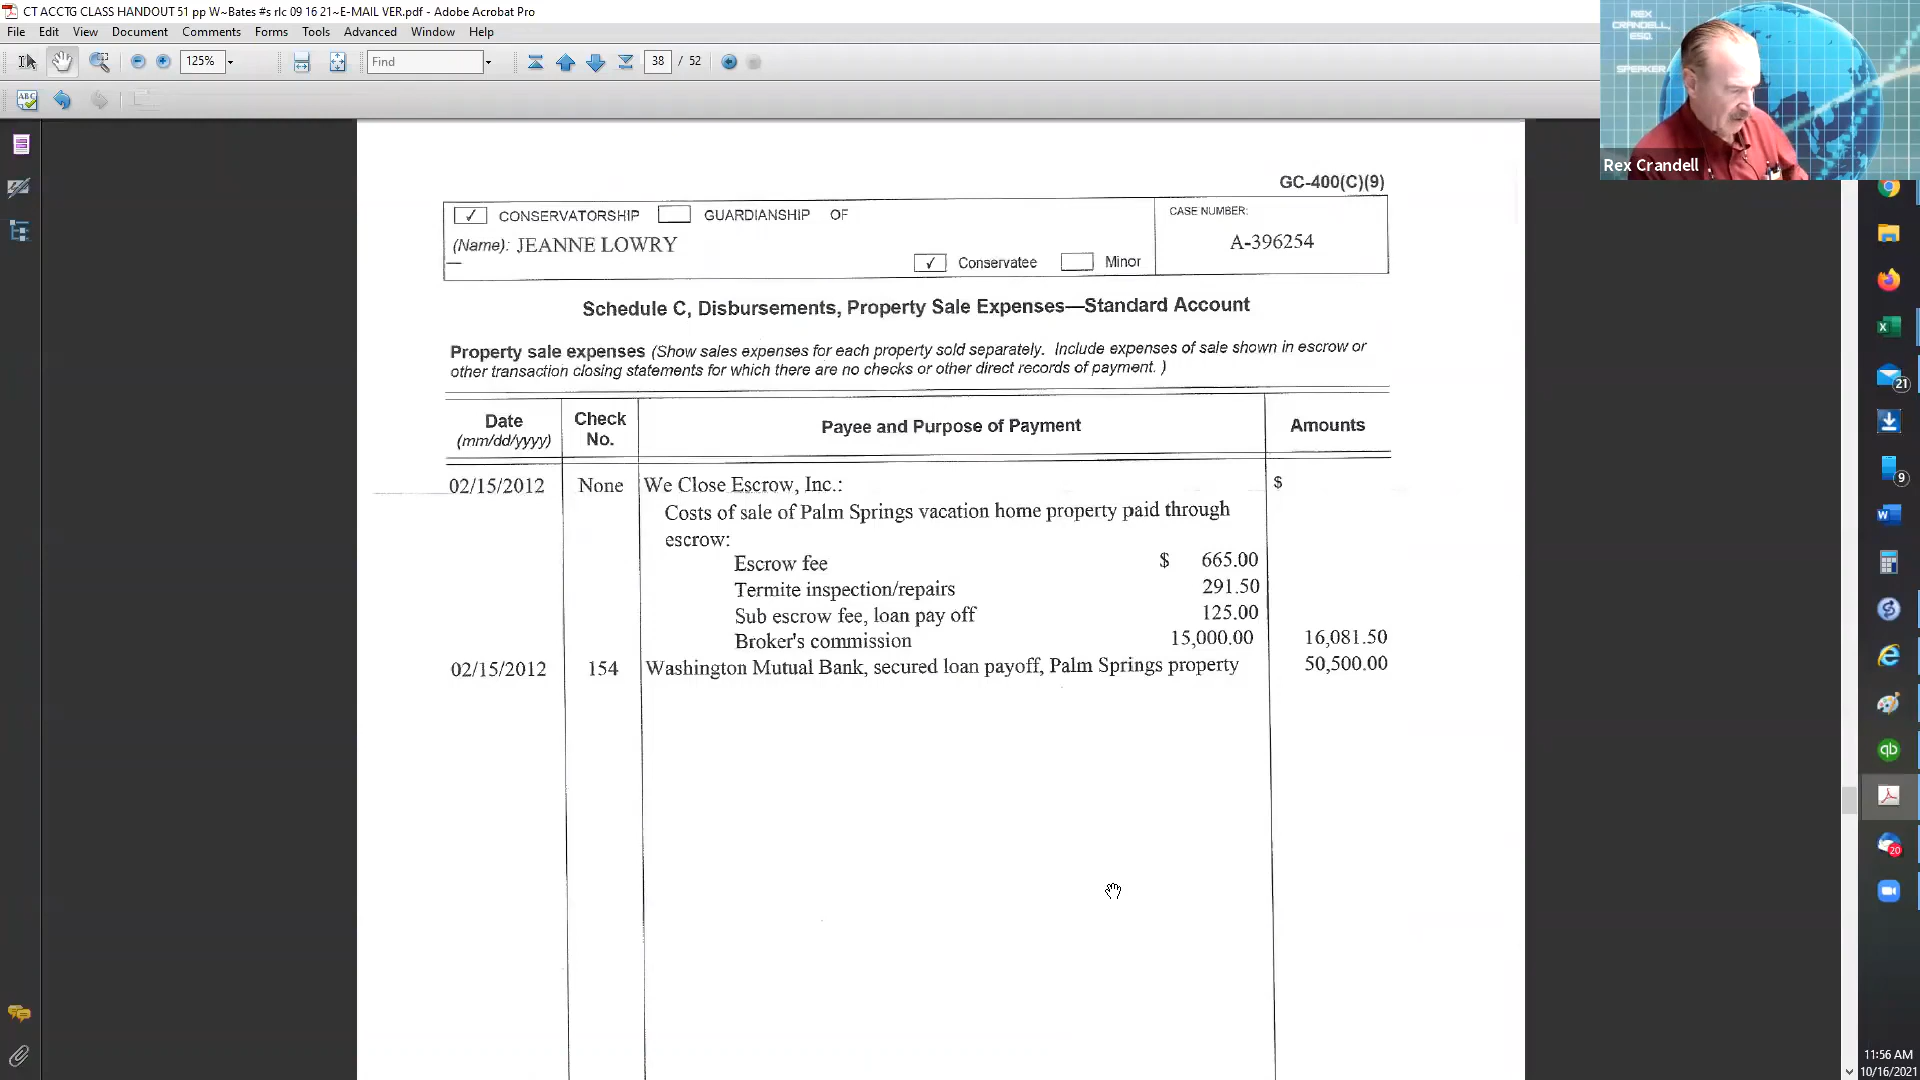 CT ACCTG CLASS HANDOUT 51 pp W~Bates #s rlc 09 16 21~E-MAIL VER.pdf - Adobe Acrobat Pro
File Edit View Document Comments Forms Tools Advanced Window Help
125% Find 38 / 52
REX
CRANDELL,
ESQ.
SPEAKER
Rex Crandell
GC-400(C)(9)
✓ CONSERVATORSHIP GUARDIANSHIP OF
CASE NUMBER:
(Name): JEANNE LOWRY
A-396254
✓ Conservatee Minor
Schedule C, Disbursements, Property Sale Expenses—Standard Account
Property sale expenses (Show sales expenses for each property sold separately. Include expenses of sale shown in escrow or
other transaction closing statements for which there are no checks or other direct records of payment. )
Date
(mm/dd/yyyy)
Check
No.
Payee and Purpose of Payment
Amounts
02/15/2012 None We Close Escrow, Inc.: $
Costs of sale of Palm Springs vacation home property paid through
escrow:
Escrow fee $ 665.00
Termite inspection/repairs 291.50
Sub escrow fee, loan pay off 125.00
Broker's commission 15,000.00 16,081.50
02/15/2012 154 Washington Mutual Bank, secured loan payoff, Palm Springs property 50,500.00
21
9
qb
20
11:56 AM
10/16/2021